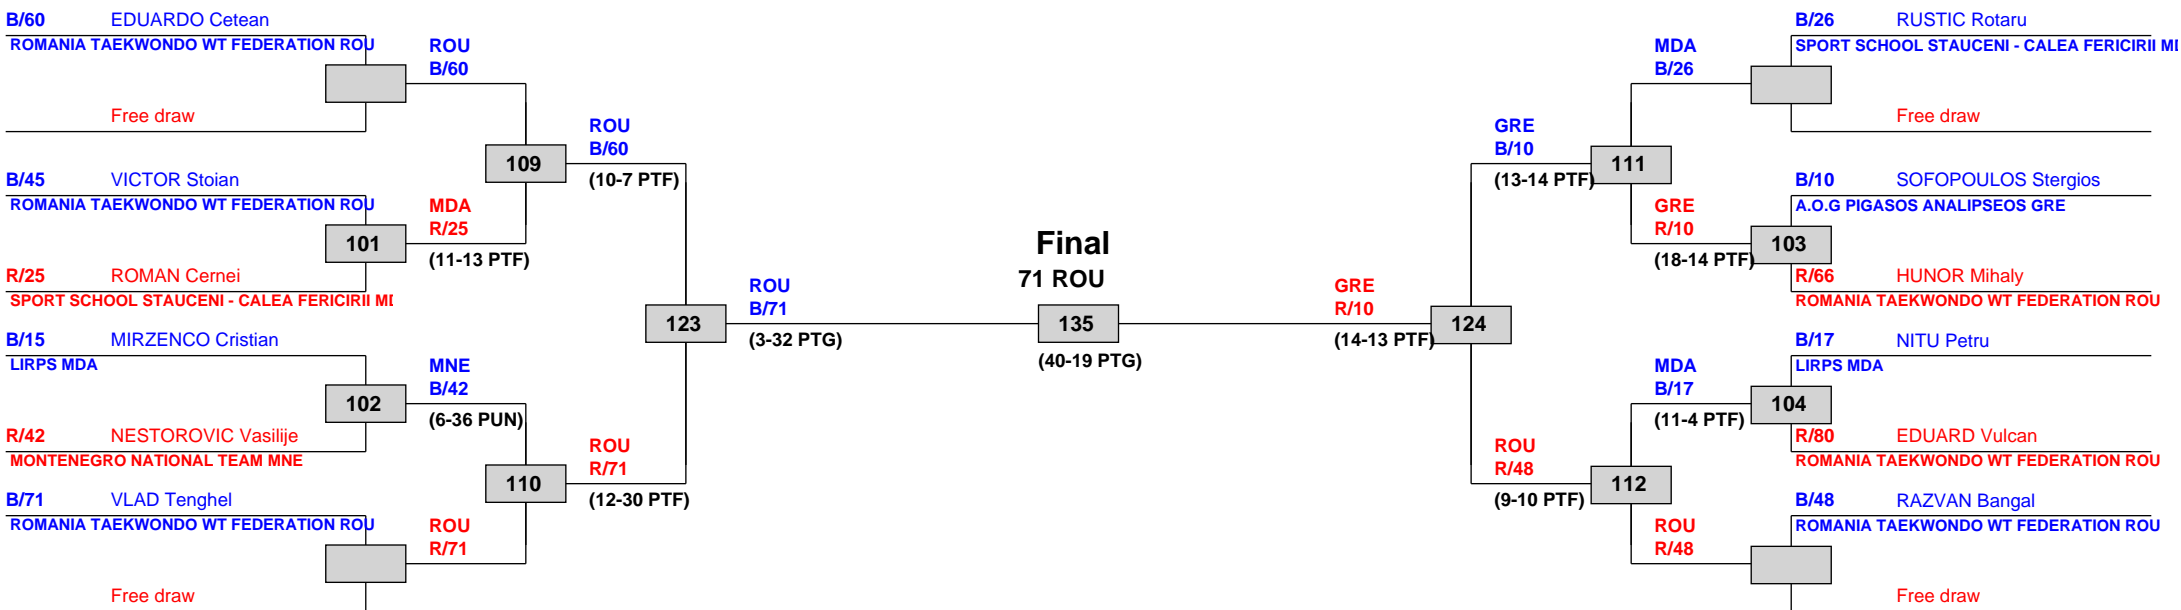 B/60 EDUARDO Cetean
ROMANIA TAEKWONDO WT FEDERATION ROU
Free draw
ROU
B/60
B/45 VICTOR Stoian
ROMANIA TAEKWONDO WT FEDERATION ROU
101
R/25 ROMAN Cernei
SPORT SCHOOL STAUCENI - CALEA FERICIRII
MDA
R/25
(11-13 PTF)
109
ROU
B/60
(10-7 PTF)
B/15 MIRZENCO Cristian
LIRPS MDA
102
R/42 NESTOROVIC Vasilije
MONTENEGRO NATIONAL TEAM MNE
MNE
B/42
(6-36 PUN)
B/71 VLAD Tenghel
ROMANIA TAEKWONDO WT FEDERATION ROU
Free draw
ROU
R/71
110
ROU
R/71
(12-30 PTF)
123
ROU
B/71
(3-32 PTG)
Final
71 ROU
135
(40-19 PTG)
GRE
R/10
(14-13 PTF)
124
GRE
B/10
(13-14 PTF)
111
MDA
B/26
B/26 RUSTIC Rotaru
SPORT SCHOOL STAUCENI - CALEA FERICIRII
Free draw
GRE
R/10
(18-14 PTF)
B/10 SOFOPOULOS Stergios
A.O.G PIGASOS ANALIPSEOS GRE
103
R/66 HUNOR Mihaly
ROMANIA TAEKWONDO WT FEDERATION ROU
ROU
R/48
(9-10 PTF)
112
MDA
B/17
(11-4 PTF)
B/17 NITU Petru
LIRPS MDA
104
R/80 EDUARD Vulcan
ROMANIA TAEKWONDO WT FEDERATION ROU
ROU
R/48
B/48 RAZVAN Bangal
ROMANIA TAEKWONDO WT FEDERATION ROU
Free draw